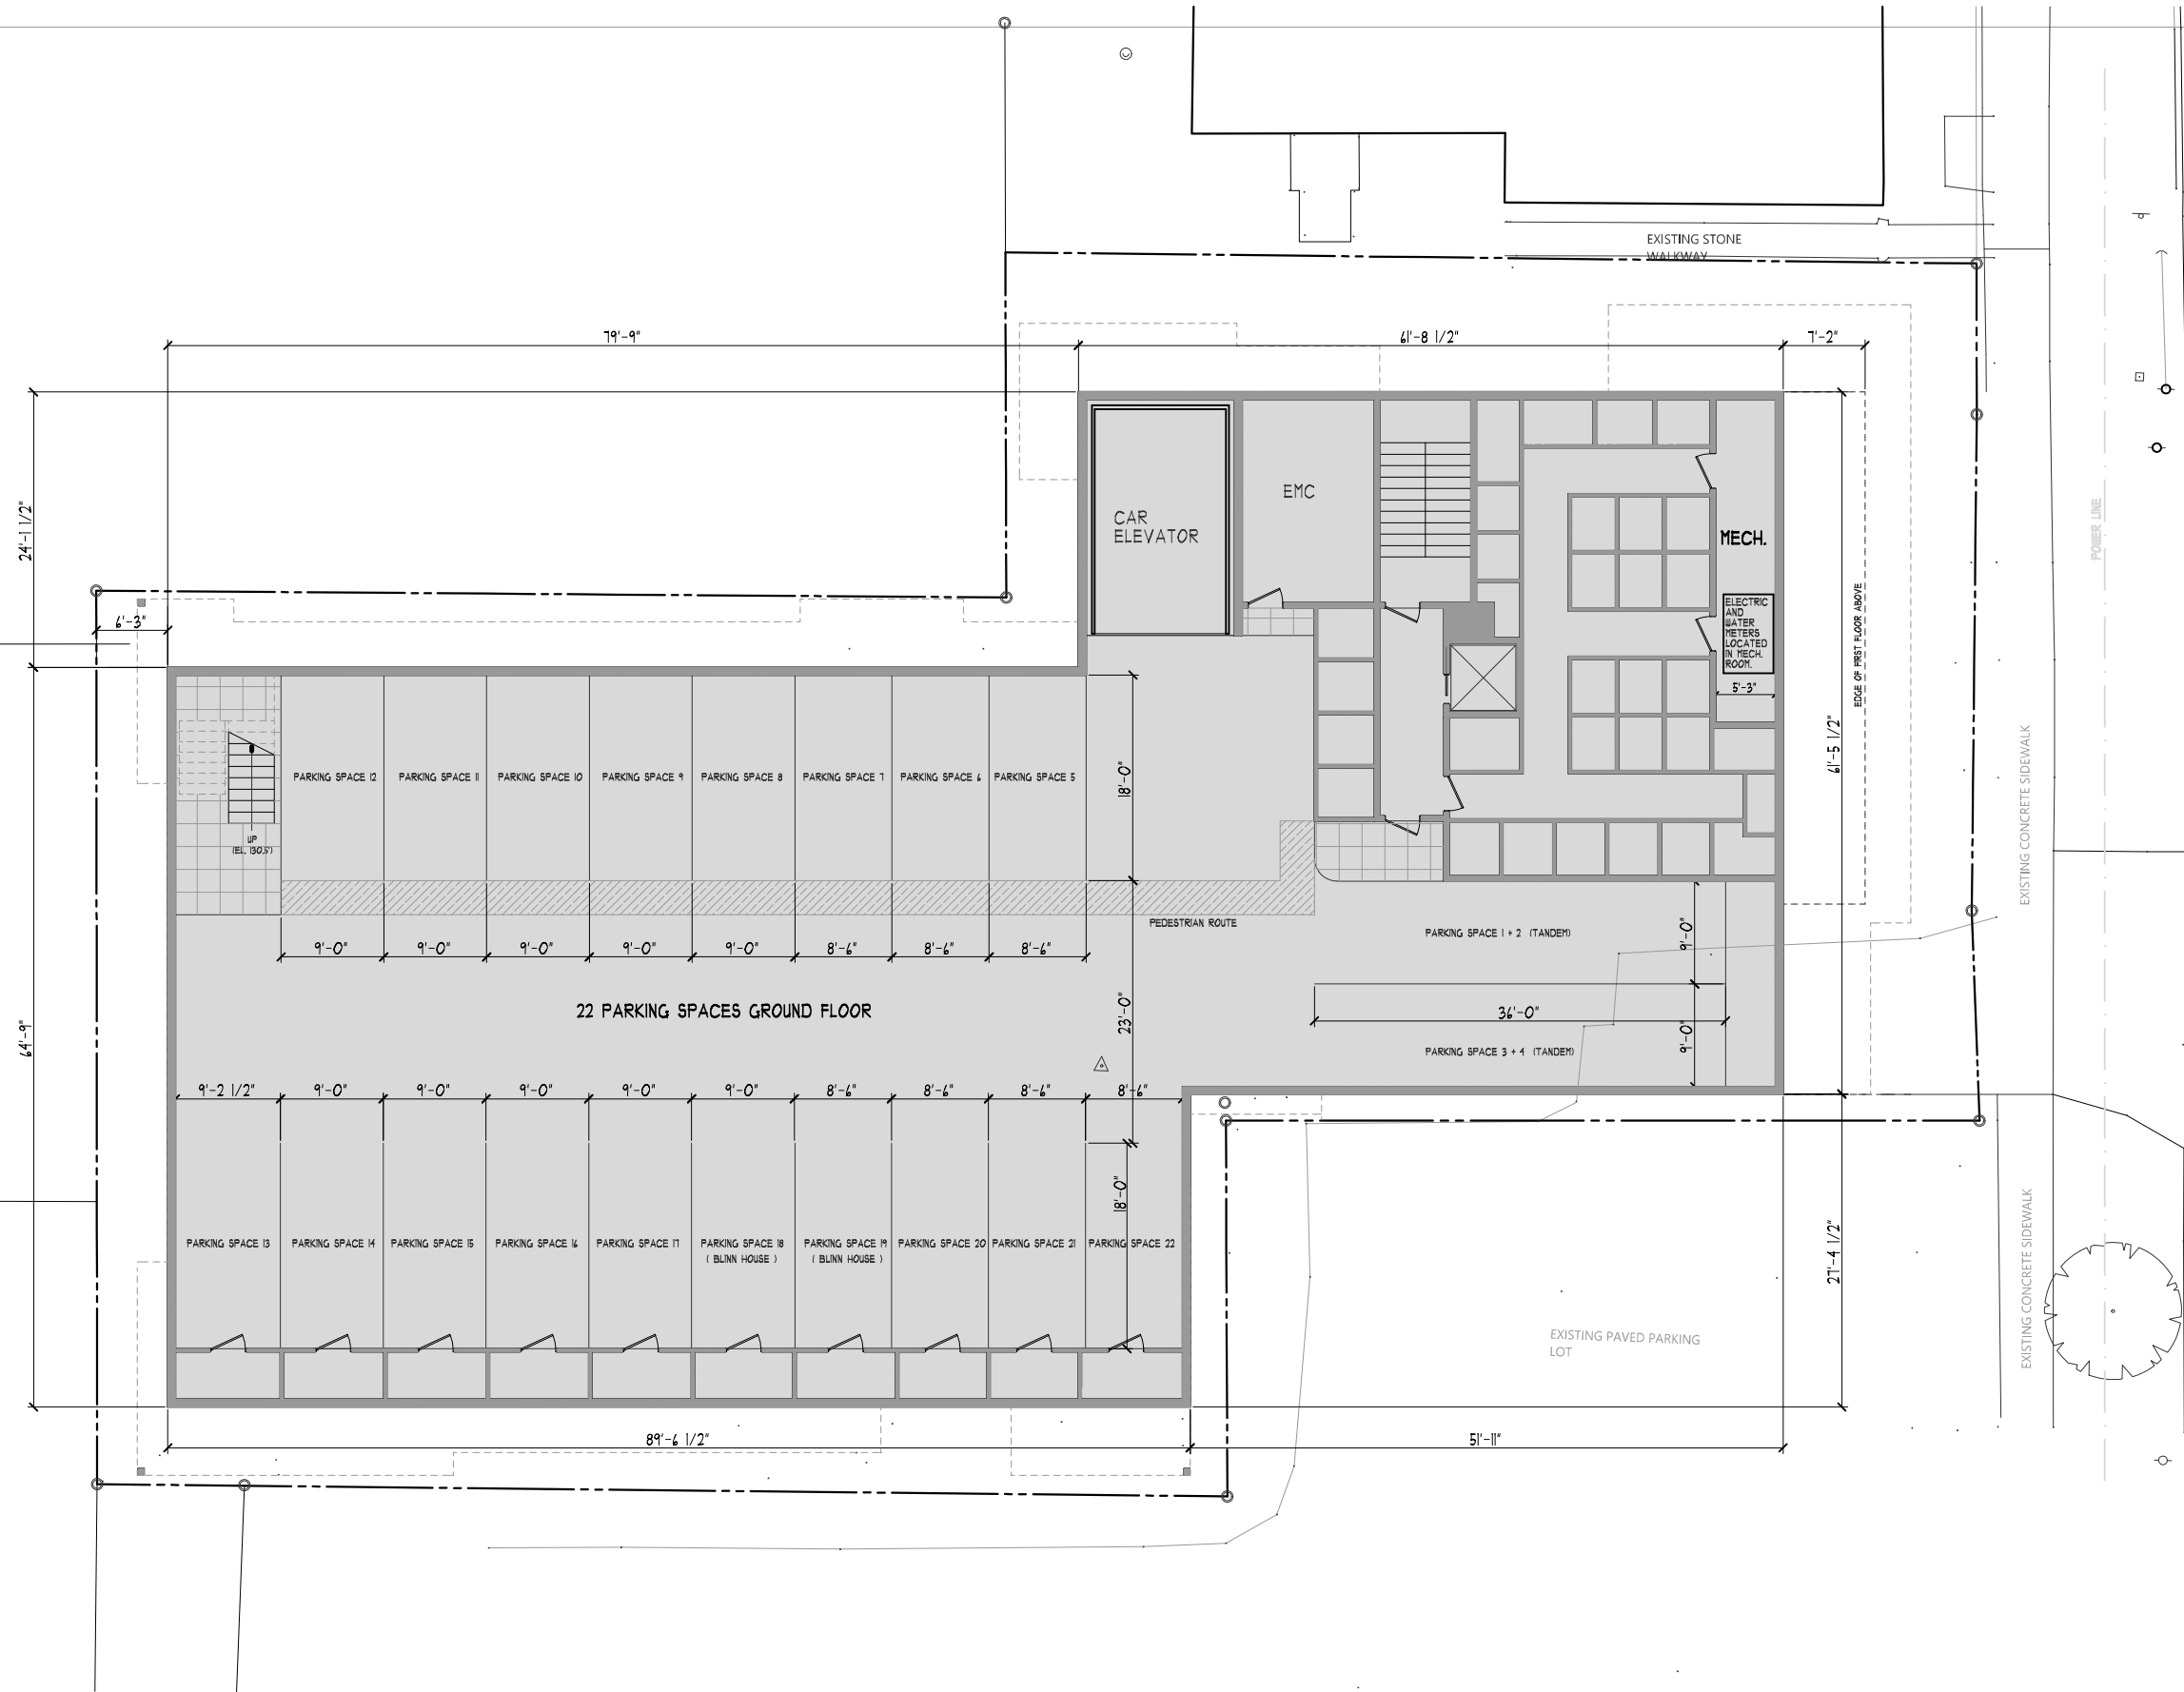 EXISTING STONE
WALKWAY
79'-9"
61'-8 1/2"
7'-2"
24'-1 1/2"
EMC
CAR
ELEVATOR
MECH.
POWER LINE
6'-3"
ELECTRIC
AND
WATER
METERS
LOCATED
IN MECH.
ROOM.
5'-3"
EDGE OF FIRST FLOOR ABOVE
61'-5 1/2"
EXISTING CONCRETE SIDEWALK
PARKING SPACE 12
PARKING SPACE 11
PARKING SPACE 10
PARKING SPACE 9
PARKING SPACE 8
PARKING SPACE 7
PARKING SPACE 6
PARKING SPACE 5
18'-0"
UP
(EL. 130.5')
PEDESTRIAN ROUTE
PARKING SPACE 1 + 2 (TANDEM)
9'-0"
9'-0"
9'-0"
9'-0"
9'-0"
9'-0"
8'-6"
8'-6"
8'-6"
22 PARKING SPACES GROUND FLOOR
23'-0"
36'-0"
9'-0"
64'-9"
PARKING SPACE 3 + 4 (TANDEM)
9'-2 1/2"
9'-0"
9'-0"
9'-0"
9'-0"
9'-0"
8'-6"
8'-6"
8'-6"
8'-6"
18'-0"
PARKING SPACE 13
PARKING SPACE 14
PARKING SPACE 15
PARKING SPACE 16
PARKING SPACE 17
PARKING SPACE 18
( BLINN HOUSE )
PARKING SPACE 19
( BLINN HOUSE )
PARKING SPACE 20
PARKING SPACE 21
PARKING SPACE 22
27'-4 1/2"
EXISTING CONCRETE SIDEWALK
EXISTING PAVED PARKING
LOT
89'-6 1/2"
51'-11"